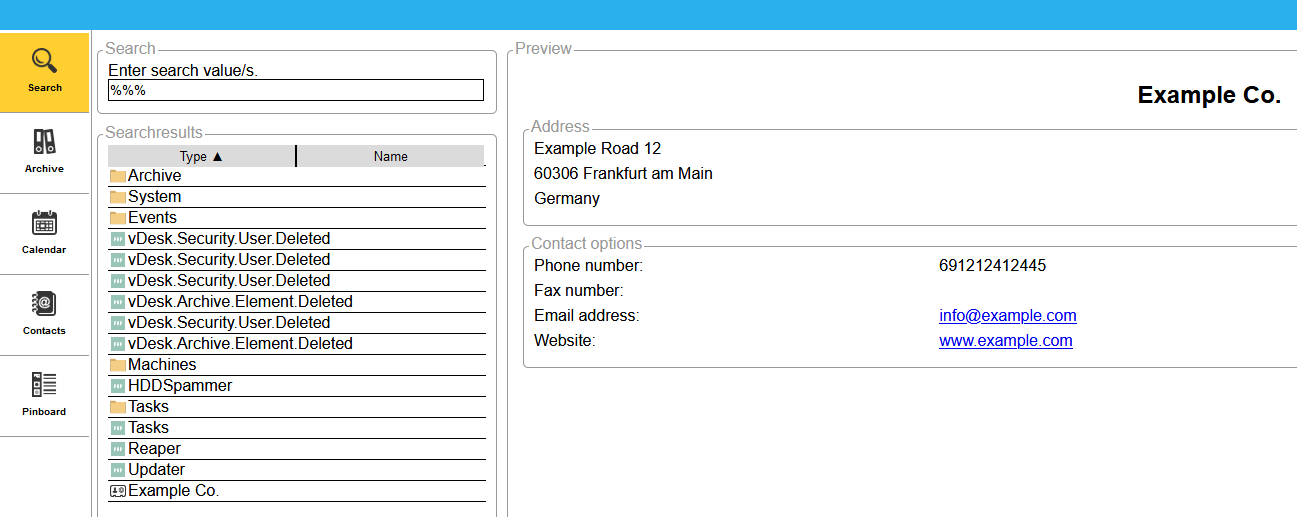 Search
Archive
Calendar
Contacts
Pinboard
Search
Enter search value/s.
%%%
Searchresults
Type ▲ Name
Archive
System
Events
vDesk.Security.User.Deleted
vDesk.Security.User.Deleted
vDesk.Security.User.Deleted
vDesk.Archive.Element.Deleted
vDesk.Security.User.Deleted
vDesk.Archive.Element.Deleted
Machines
HDDSpammer
Tasks
Tasks
Reaper
Updater
Example Co.
Preview
Example Co.
Address
Example Road 12
60306 Frankfurt am Main
Germany
Contact options
Phone number: 691212412445
Fax number:
Email address: info@example.com
Website: www.example.com